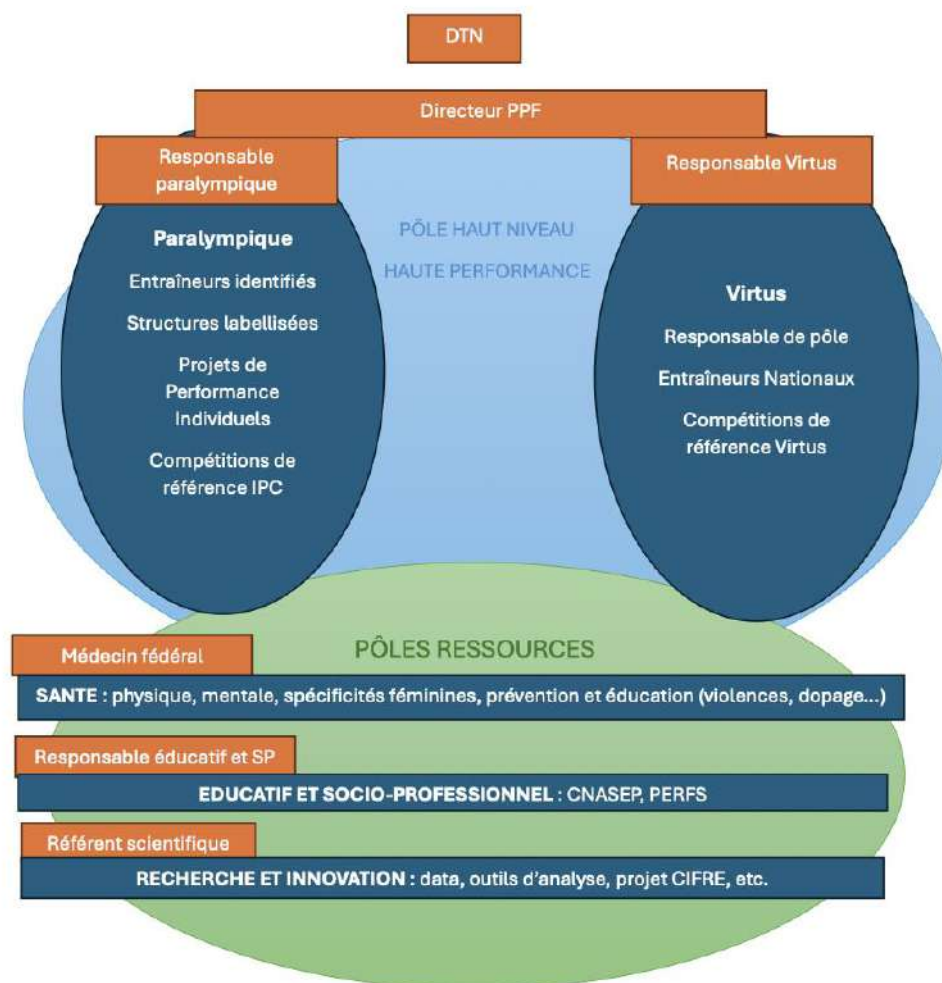 DTN
Directeur PPF
Responsable
paralympique
Responsable Virtus
PÔLE HAUT NIVEAU
HAUTE PERFORMANCE
Paralympique
Entraîneurs identifiés
Structures labellisées
Projets de
Performance
Individuels
Compétitions de
référence IPC
Virtus
Responsable de pôle
Entraîneurs Nationaux
Compétitions de
référence Virtus
PÔLES RESSOURCES
Médecin fédéral
SANTE : physique, mentale, spécificités féminines, prévention et éducation (violences, dopage...)
Responsable éducatif et SP
EDUCATIF ET SOCIO-PROFESSIONNEL : CNASEP, PERFS
Référent scientifique
RECHERCHE ET INNOVATION : data, outils d'analyse, projet CIFRE, etc.